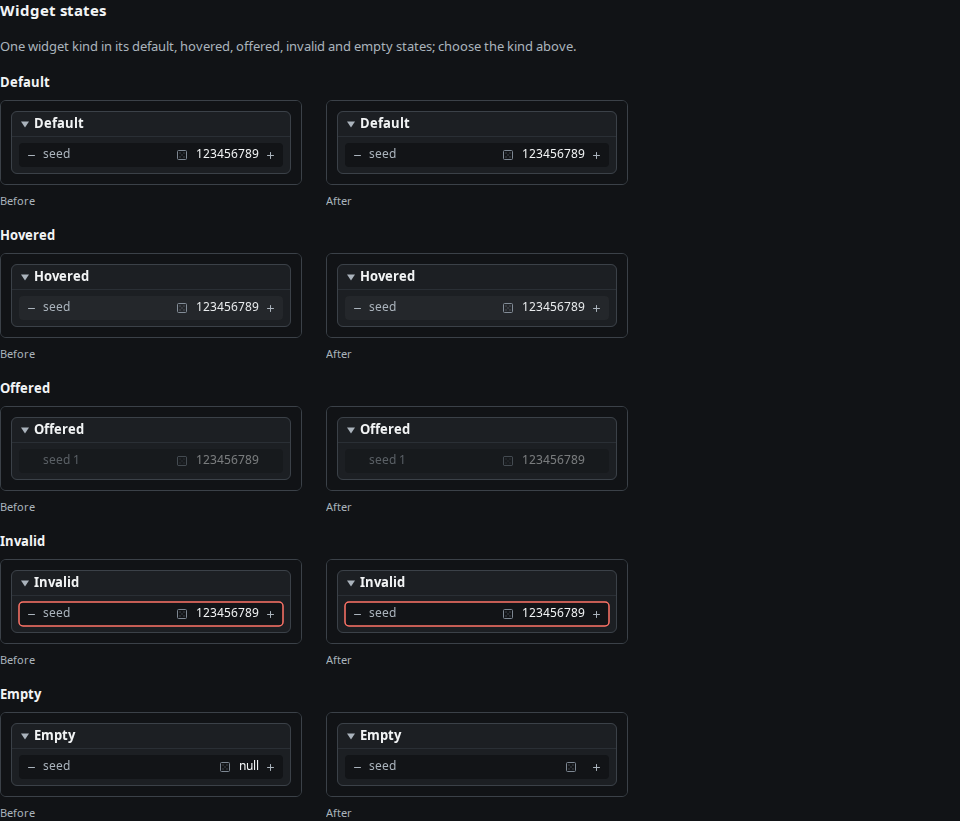 Widget states
One widget kind in its default, hovered, offered, invalid and empty states; choose the kind above.
Default
Default
Default
− seed 123456789 +
− seed 123456789 +
Before
After
Hovered
Hovered
Hovered
− seed 123456789 +
− seed 123456789 +
Before
After
Offered
Offered
Offered
seed 1 123456789
seed 1 123456789
Before
After
Invalid
Invalid
Invalid
− seed 123456789 +
− seed 123456789 +
Before
After
Empty
Empty
Empty
− seed null +
− seed +
Before
After